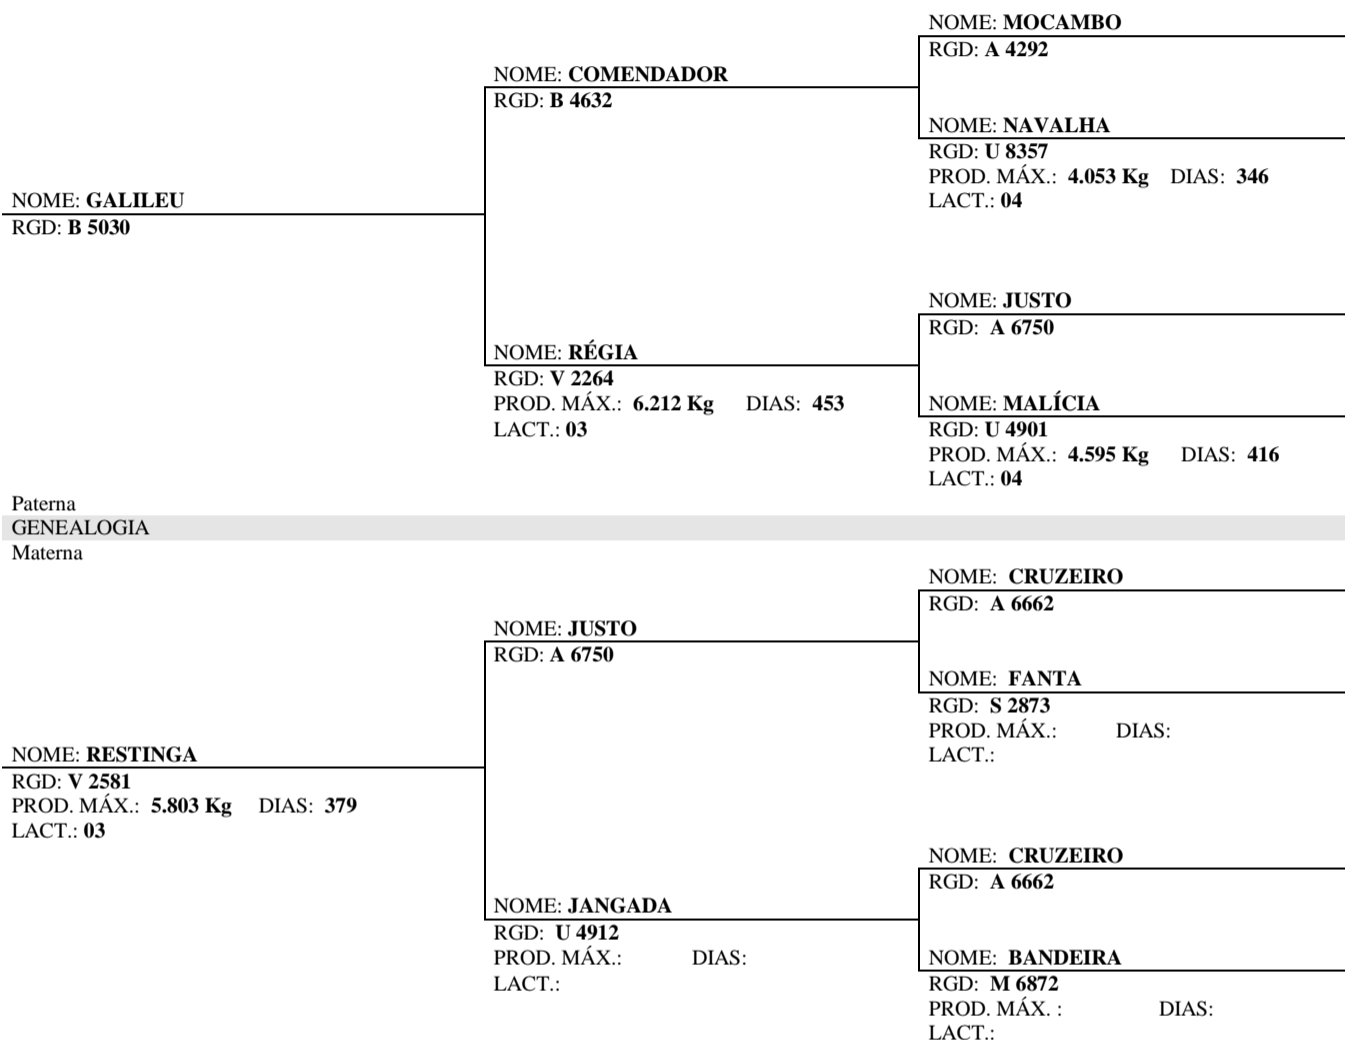 NOME: MOCAMBO
RGD: A 4292
NOME: COMENDADOR
RGD: B 4632
NOME: NAVALHA
RGD: U 8357
PROD. MÁX.: 4.053 Kg DIAS: 346
LACT.: 04
NOME: GALILEU
RGD: B 5030
NOME: JUSTO
RGD: A 6750
NOME: RÉGIA
RGD: V 2264
PROD. MÁX.: 6.212 Kg DIAS: 453
LACT.: 03
NOME: MALÍCIA
RGD: U 4901
PROD. MÁX.: 4.595 Kg DIAS: 416
LACT.: 04
Paterna
GENEALOGIA
Materna
NOME: CRUZEIRO
RGD: A 6662
NOME: JUSTO
RGD: A 6750
NOME: FANTA
RGD: S 2873
PROD. MÁX.: DIAS:
LACT.:
NOME: RESTINGA
RGD: V 2581
PROD. MÁX.: 5.803 Kg DIAS: 379
LACT.: 03
NOME: CRUZEIRO
RGD: A 6662
NOME: JANGADA
RGD: U 4912
PROD. MÁX.: DIAS:
LACT.:
NOME: BANDEIRA
RGD: M 6872
PROD. MÁX. : DIAS:
LACT.: